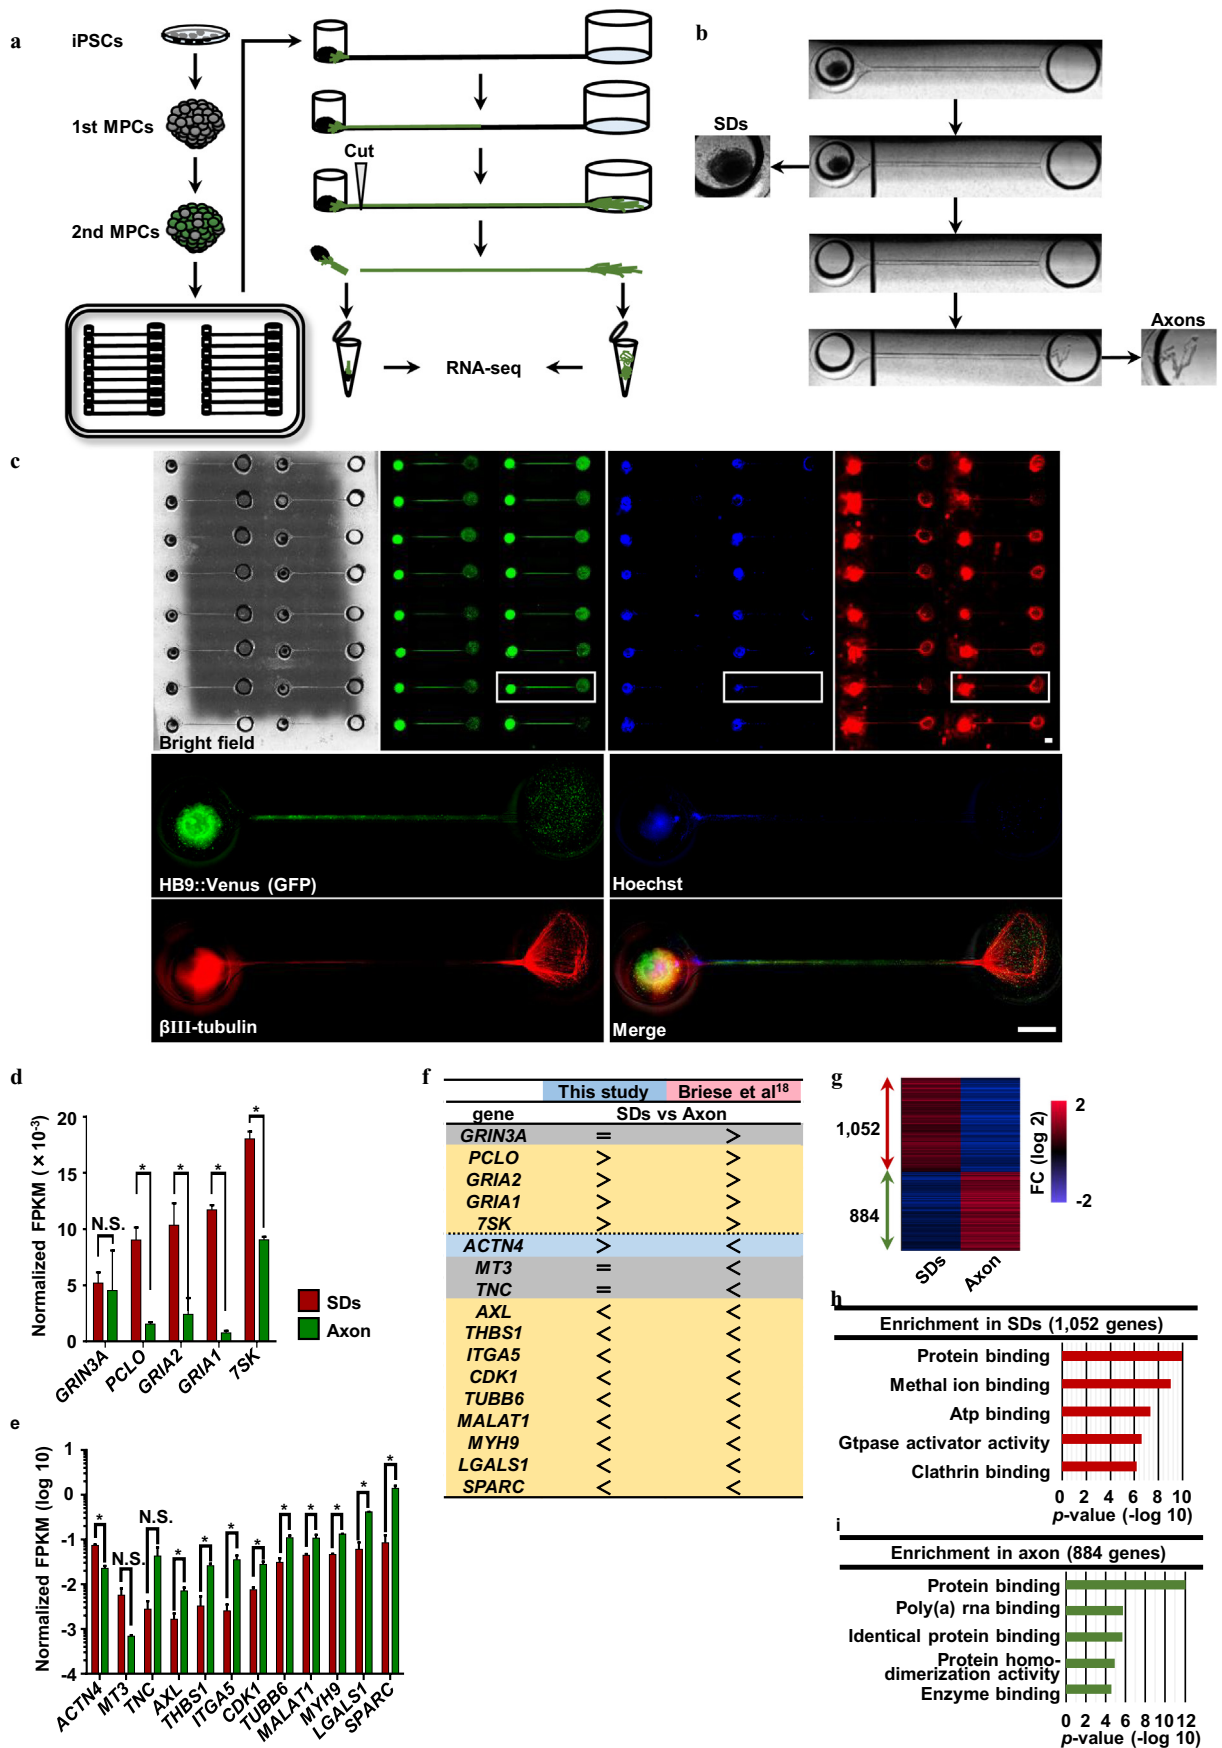 a
iPSCs
1st MPCs
2nd MPCs
Cut
RNA-seq
b
SDs
Axons
c
Bright field
HB9::Venus (GFP)
Hoechst
βIII-tubulin
Merge
d
Normalized FPKM (×10-3)
20
15
10
5
0
N.S.
*
*
*
*
GRIN3A
PCLO
GRIA2
GRIA1
7SK
SDs
Axon
e
Normalized FPKM (log 10)
1
0
-1
-2
-3
-4
*
N.S.
N.S.
*
*
*
*
*
*
*
*
*
ACTN4
MT3
TNC
AXL
THBS1
ITGA5
CDK1
TUBB6
MALAT1
MYH9
LGALS1
SPARC
f
This study Briese et al18
gene SDs vs Axon
GRIN3A = >
PCLO > >
GRIA2 > >
GRIA1 > >
7SK > >
ACTN4 > <
MT3 = <
TNC = <
AXL < <
THBS1 < <
ITGA5 < <
CDK1 < <
TUBB6 < <
MALAT1 < <
MYH9 < <
LGALS1 < <
SPARC < <
g
1,052
884
SDs
Axon
FC (log 2)
2
-2
h
Enrichment in SDs (1,052 genes)
Protein binding
Methal ion binding
Atp binding
Gtpase activator activity
Clathrin binding
0 2 4 6 8 10
p-value (-log 10)
i
Enrichment in axon (884 genes)
Protein binding
Poly(a) rna binding
Identical protein binding
Protein homo-
dimerization activity
Enzyme binding
0 2 4 6 8 10 12
p-value (-log 10)